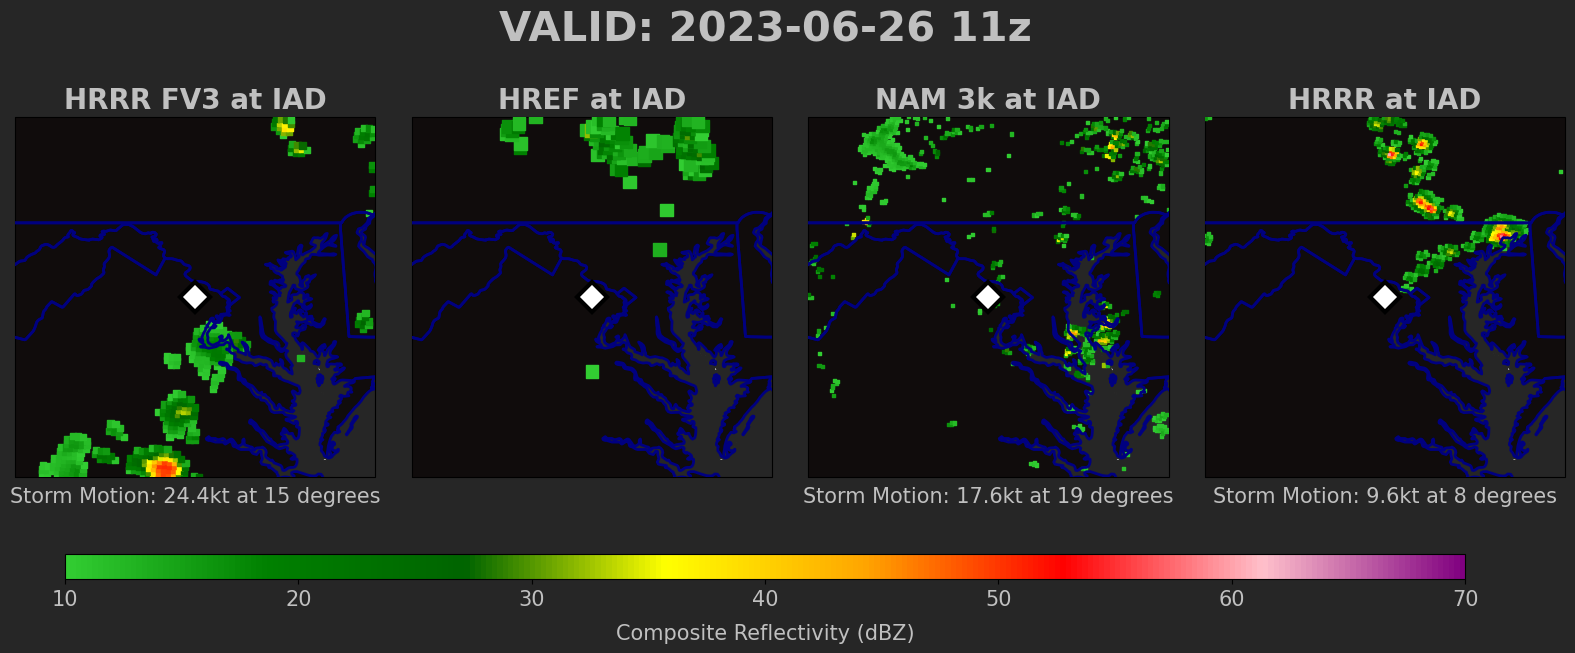 VALID: 2023-06-26 11z
HRRR FV3 at IAD
HREF at IAD
NAM 3k at IAD
HRRR at IAD
Storm Motion: 24.4kt at 15 degrees
Storm Motion: 17.6kt at 19 degrees
Storm Motion: 9.6kt at 8 degrees
10 20 30 40 50 60 70
Composite Reflectivity (dBZ)